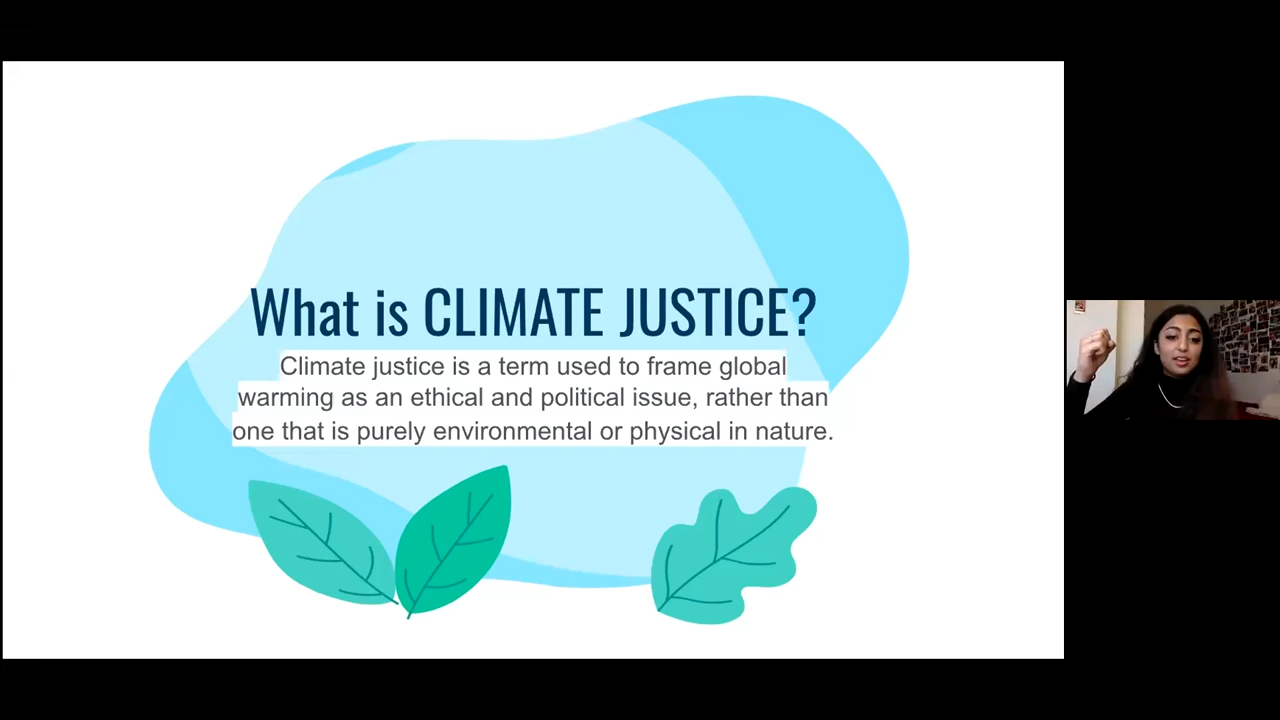 What is CLIMATE JUSTICE?
Climate justice is a term used to frame global
warming as an ethical and political issue, rather than
one that is purely environmental or physical in nature.